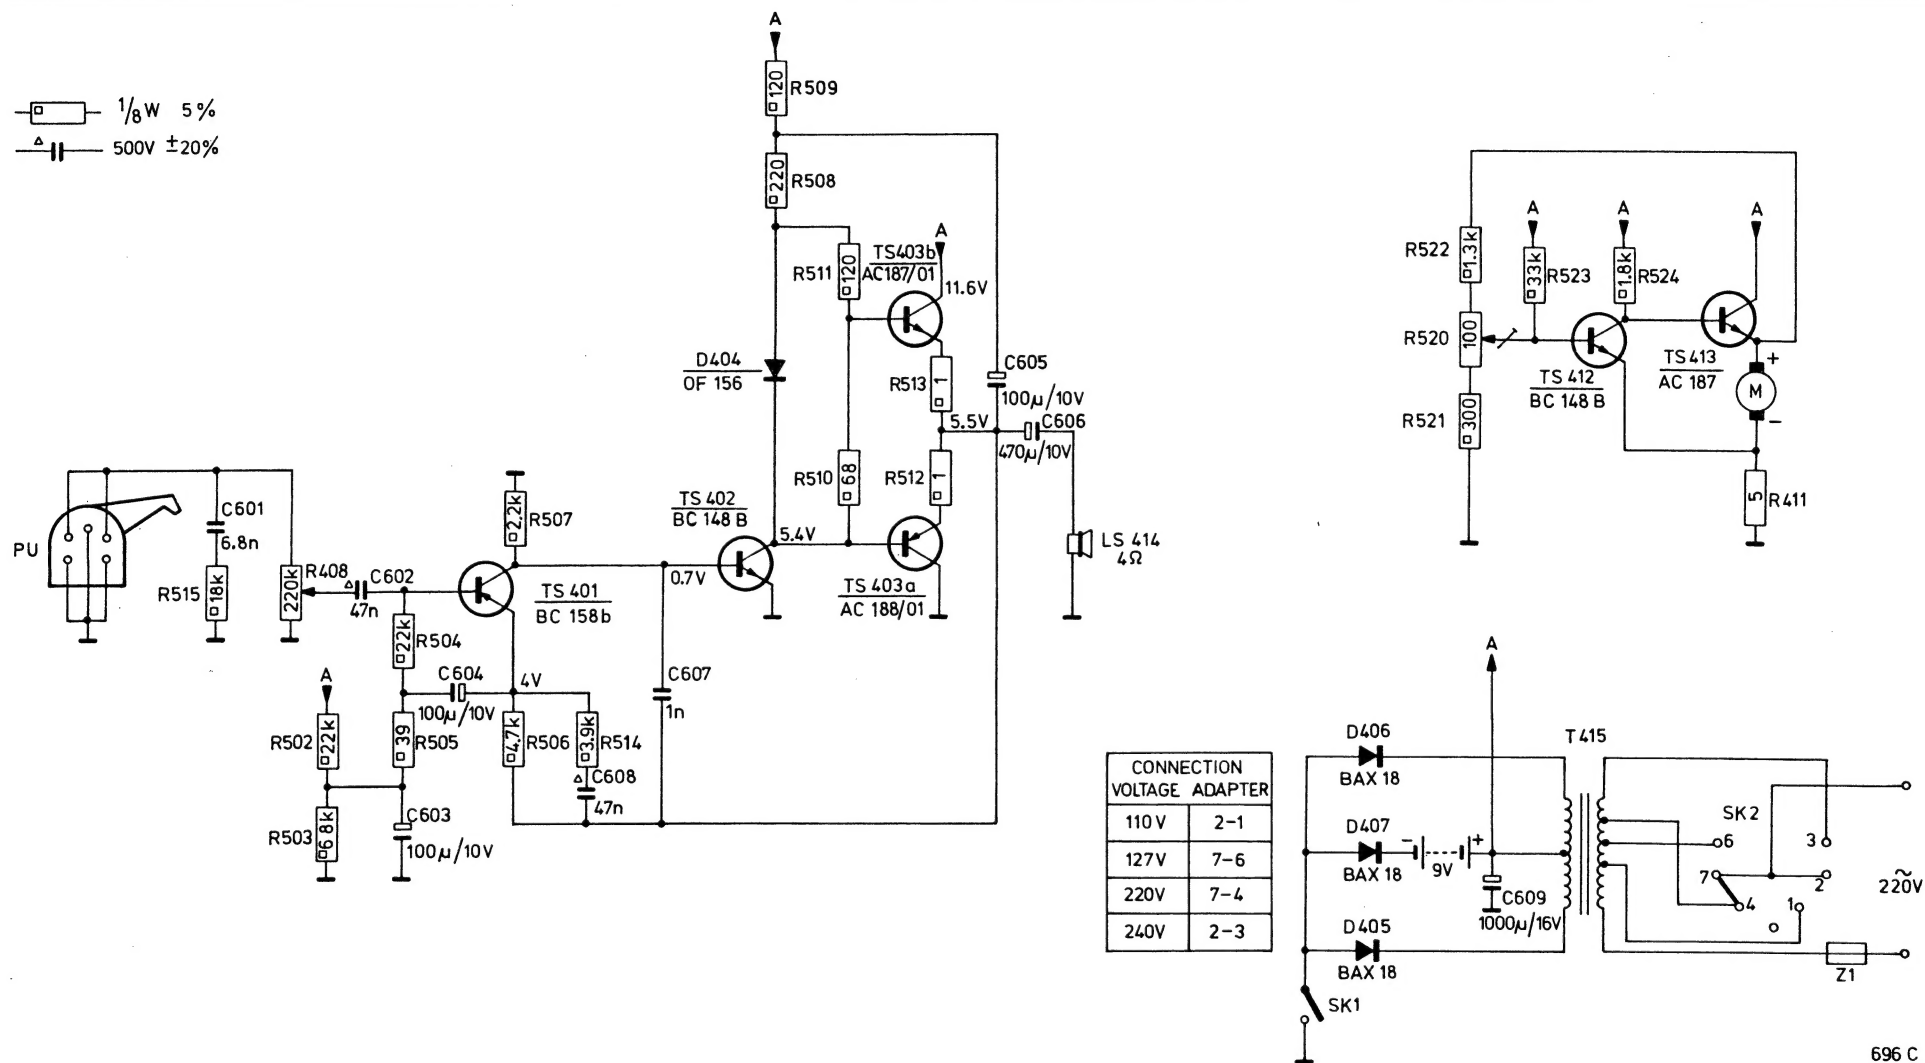 1/8W 5%
500V ±20%
A
120
R509
220
R508
R511
120
TS403b
AC187/01
A
11.6V
D404
OF 156
R513
1
C605
100µ/10V
5.5V
C606
470µ/10V
R510
68
R512
1
TS 402
BC 148 B
5.4V
0.7V
TS 403a
AC 188/01
LS 414
4Ω
PU
C601
6.8n
R515
18k
220k
R408
C602
47n
2.2k
R507
TS 401
BC 158b
22k
R504
A
C604
100µ/10V
4V
C607
1n
R502
22k
39
R505
4.7k
R506
3.9k
R514
C608
47n
R503
6.8k
C603
100µ/10V
R522
1.3k
A
33k
R523
A
1.8k
R524
A
R520
100
TS 412
BC 148 B
TS 413
AC 187
+
M
-
R521
300
5
R411
CONNECTION
VOLTAGE ADAPTER
110 V 2-1
127V 7-6
220V 7-4
240V 2-3
A
D406
BAX 18
D407
BAX 18
- +
9V
C609
1000µ/16V
D405
BAX 18
SK1
T415
SK2
6
3
7
2
4
1
~
220V
Z1
696 C